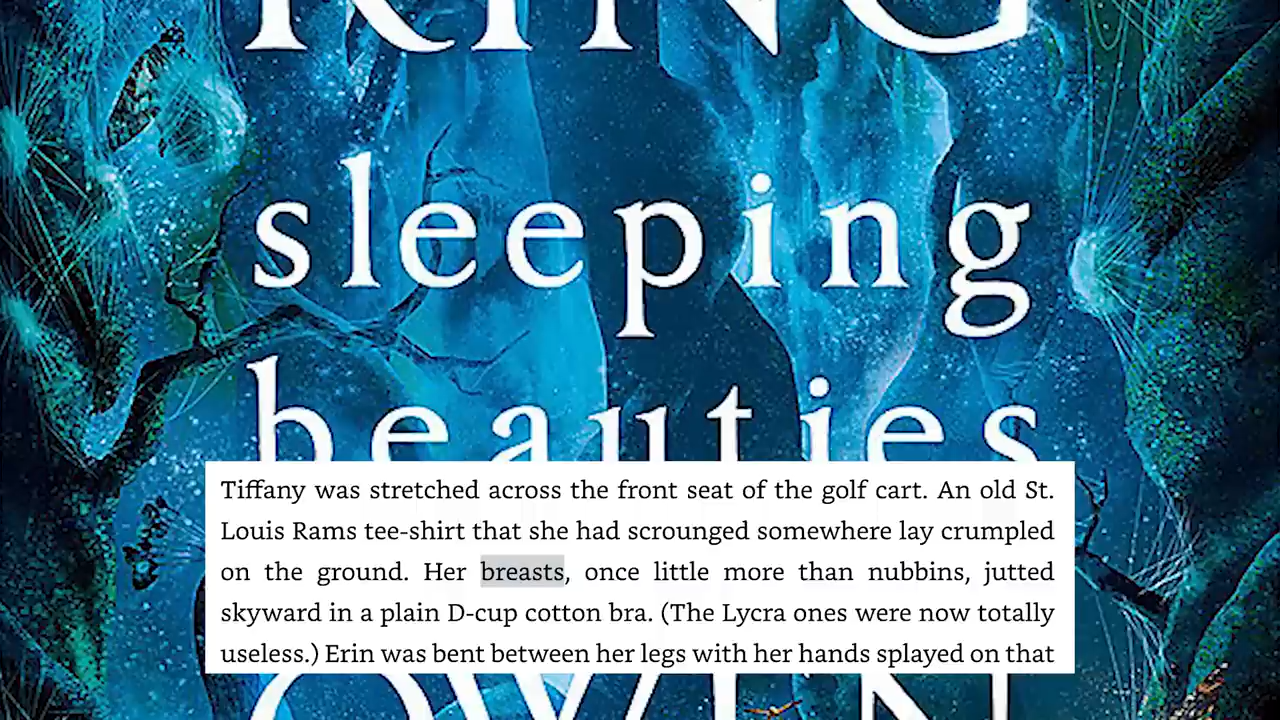 KING
sleeping
beauties
Tiffany was stretched across the front seat of the golf cart. An old St.
Louis Rams tee-shirt that she had scrounged somewhere lay crumpled
on the ground. Her breasts, once little more than nubbins, jutted
skyward in a plain D-cup cotton bra. (The Lycra ones were now totally
useless.) Erin was bent between her legs with her hands splayed on that
OWEN